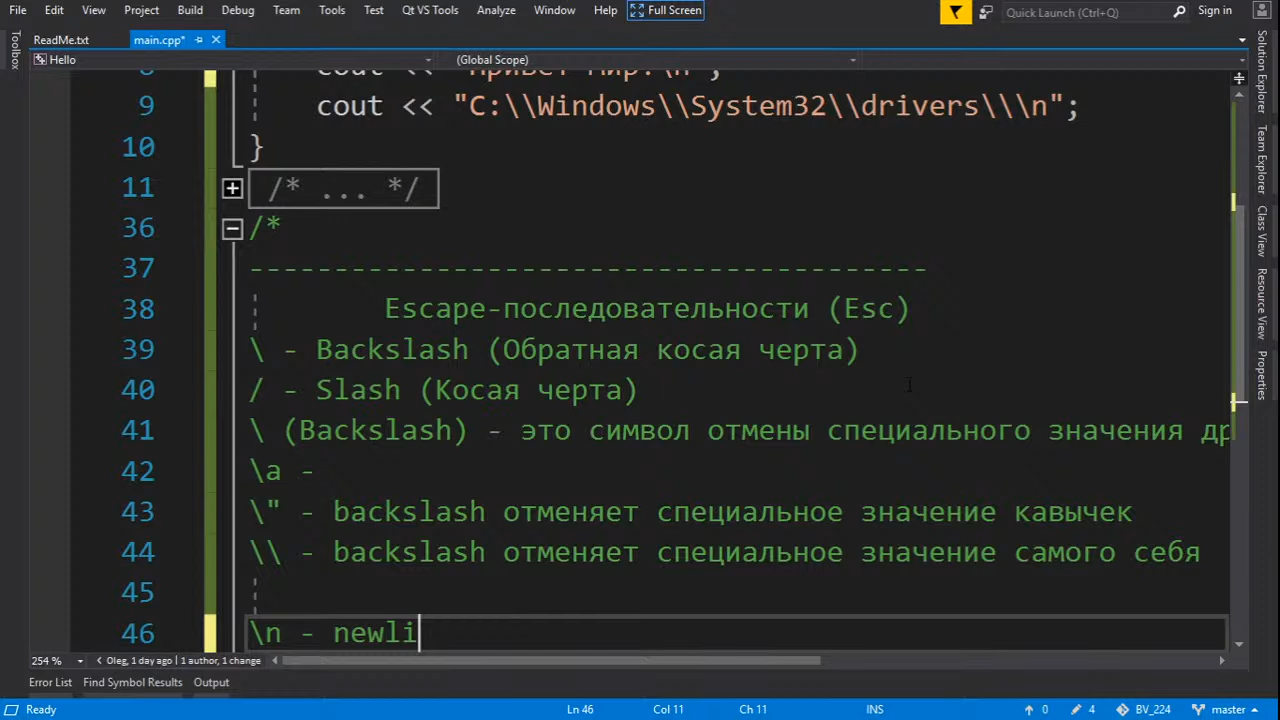 File Edit View Project Build Debug Team Tools Test Qt VS Tools Analyze Window Help Full Screen Quick Launch (Ctrl+Q) Sign in
ReadMe.txt main.cpp*
Hello (Global Scope)
8 cout << "Привет Мир!\n";
9 cout << "C:\\Windows\\System32\\drivers\\\n";
10 }
11 /* ... */
36 /*
37 ----------------------------------------
38 Escape-последовательности (Esc)
39 \ - Backslash (Обратная косая черта)
40 / - Slash (Косая черта)
41 \ (Backslash) - это символ отмены специального значения др
42 \a -
43 \" - backslash отменяет специальное значение кавычек
44 \\ - backslash отменяет специальное значение самого себя
45
46 \n - newli
254 % Oleg, 1 day ago | 1 author, 1 change
Error List Find Symbol Results Output
Ready Ln 46 Col 11 Ch 11 INS 0 4 BV_224 master
Toolbox
Solution Explorer
Team Explorer
Class View
Resource View
Properties